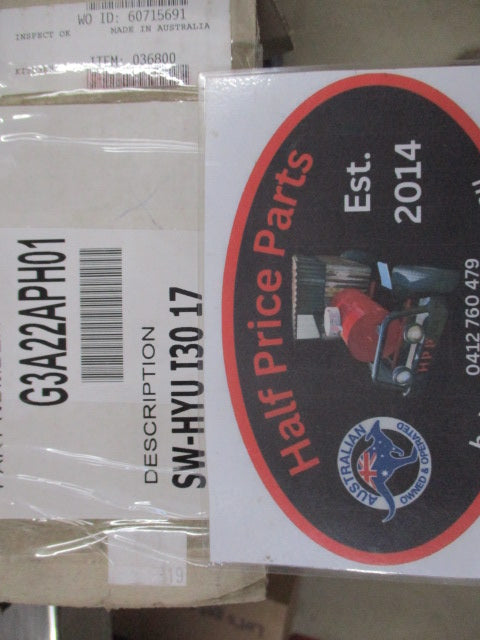 WO ID: 60715691
INSPECT OK
MADE IN AUSTRALIA
ITEM: 036800
G3A22APH01
DESCRIPTION
SW-HYU I30 17
Half Price Parts
Est.
2014
HPP
AUSTRALIAN
OWNED & OPERATED
0412 760 479